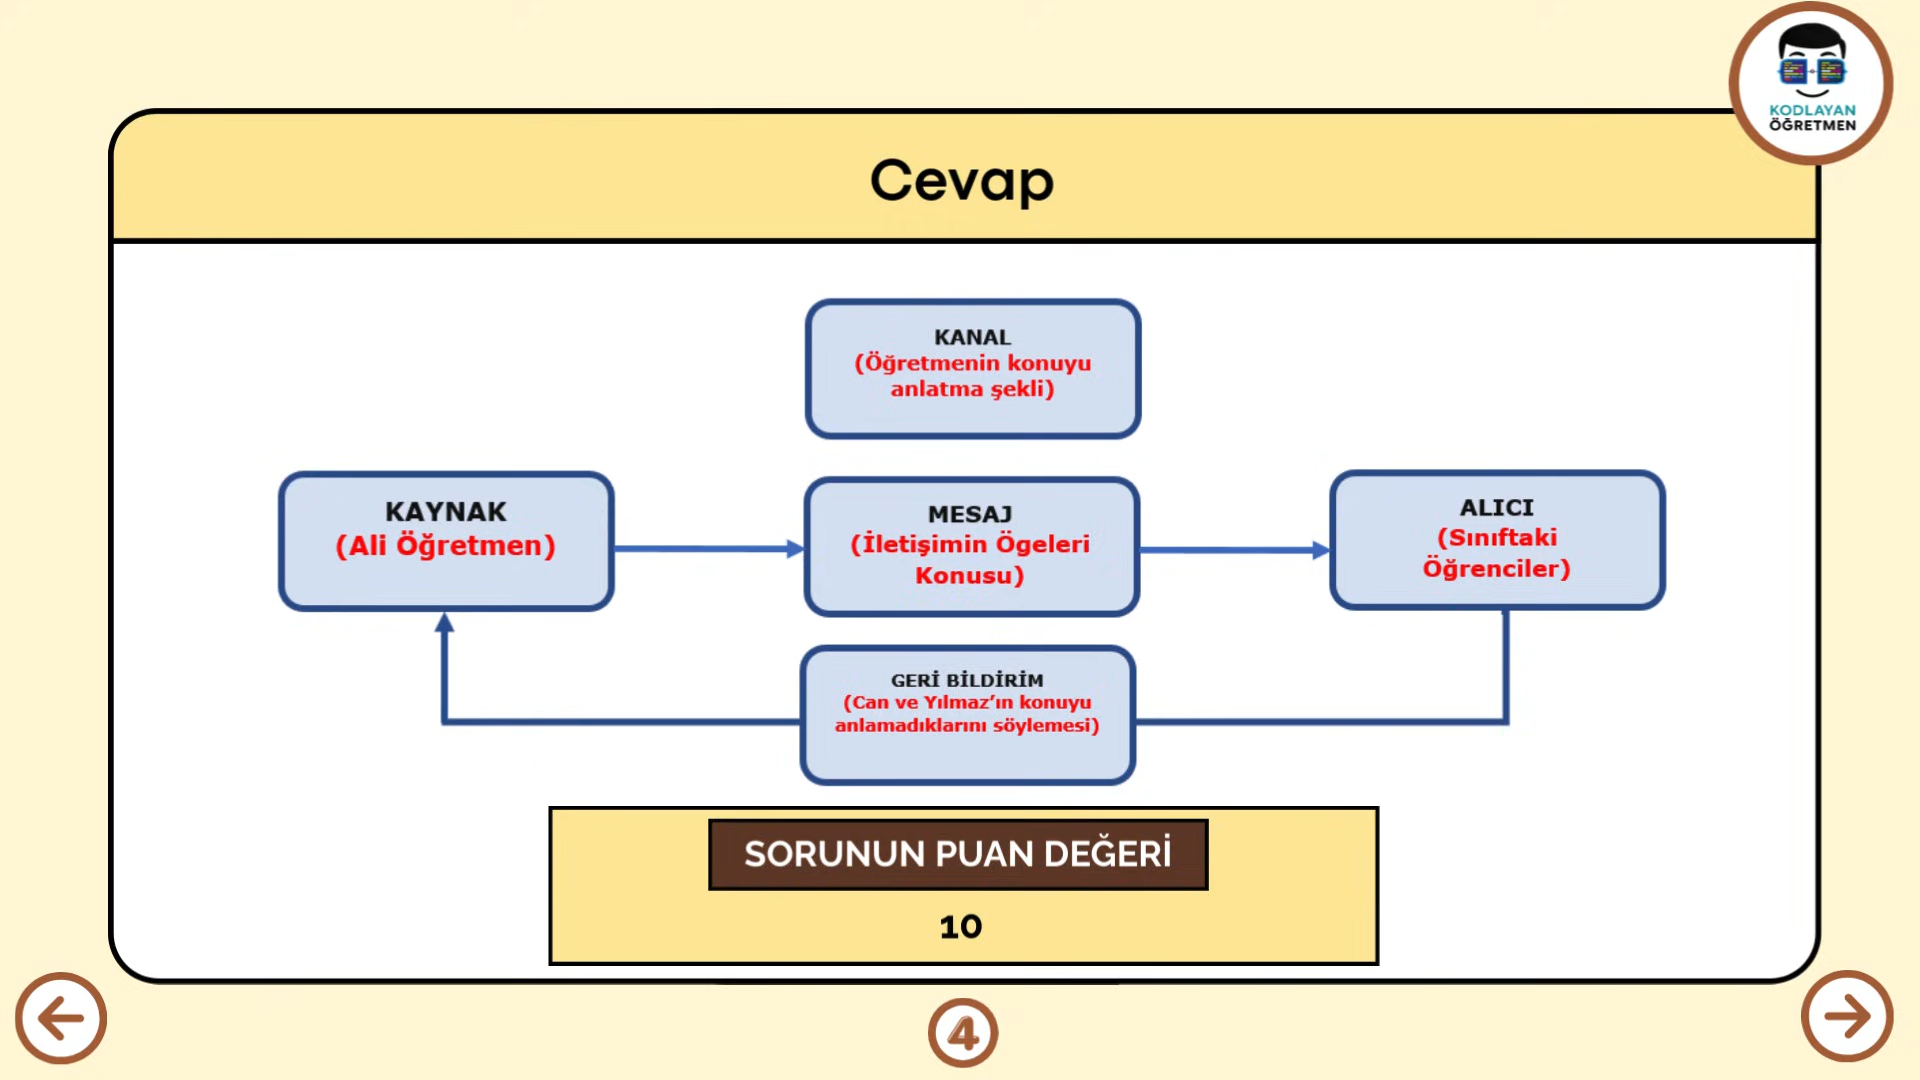 KODLAYAN
ÖĞRETMEN
Cevap
KANAL
(Öğretmenin konuyu
anlatma şekli)
KAYNAK
(Ali Öğretmen)
MESAJ
(İletişimin Ögeleri
Konusu)
ALICI
(Sınıftaki
Öğrenciler)
GERİ BİLDİRİM
(Can ve Yılmaz’ın konuyu
anlamadıklarını söylemesi)
SORUNUN PUAN DEĞERİ
10
4